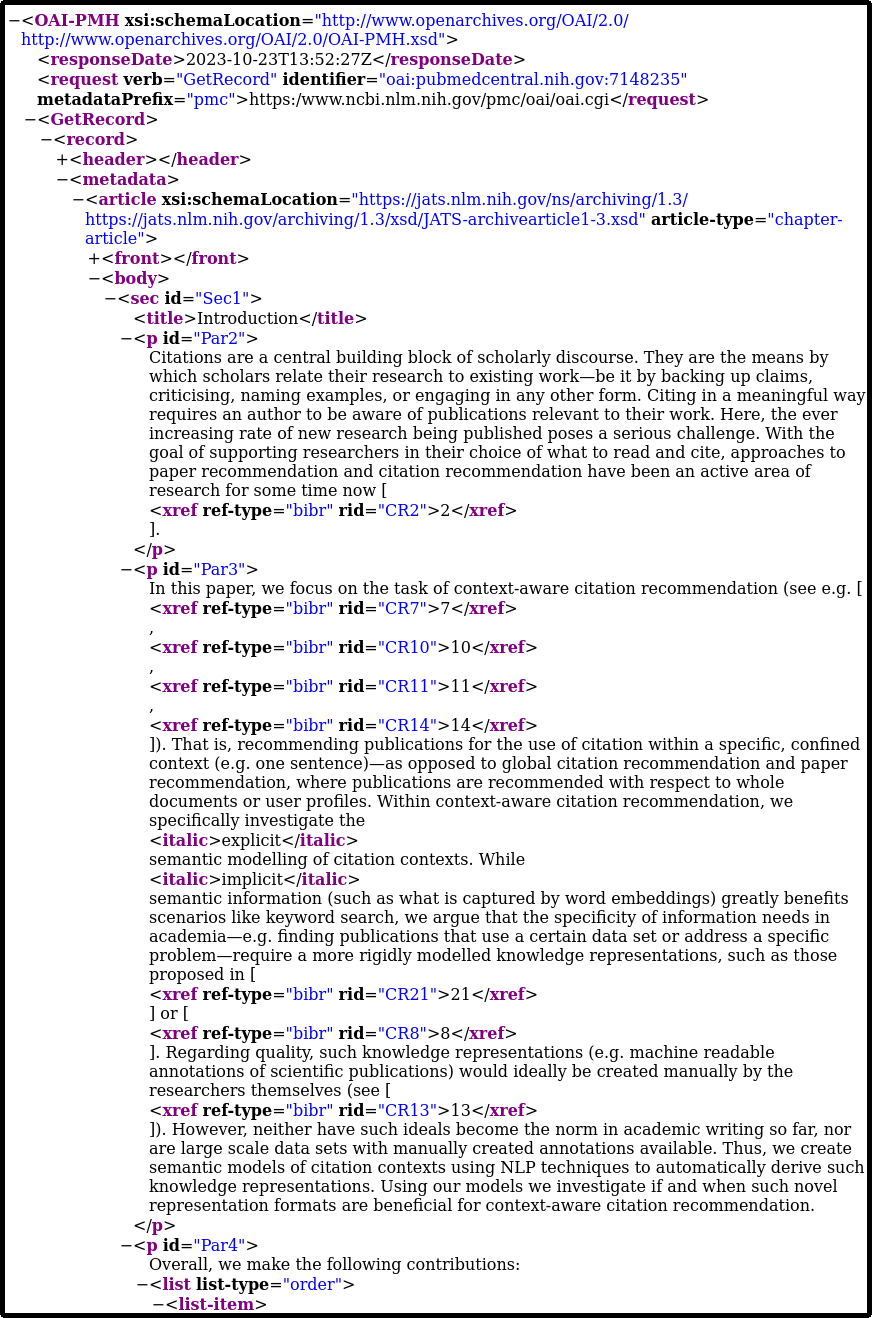 −<OAI-PMH xsi:schemaLocation="http://www.openarchives.org/OAI/2.0/
http://www.openarchives.org/OAI/2.0/OAI-PMH.xsd">
<responseDate>2023-10-23T13:52:27Z</responseDate>
<request verb="GetRecord" identifier="oai:pubmedcentral.nih.gov:7148235"
metadataPrefix="pmc">https:/www.ncbi.nlm.nih.gov/pmc/oai/oai.cgi</request>
−<GetRecord>
−<record>
+<header></header>
−<metadata>
−<article xsi:schemaLocation="https://jats.nlm.nih.gov/ns/archiving/1.3/
https://jats.nlm.nih.gov/archiving/1.3/xsd/JATS-archivearticle1-3.xsd" article-type="chapter-
article">
+<front></front>
−<body>
−<sec id="Sec1">
<title>Introduction</title>
−<p id="Par2">
Citations are a central building block of scholarly discourse. They are the means by
which scholars relate their research to existing work—be it by backing up claims,
criticising, naming examples, or engaging in any other form. Citing in a meaningful way
requires an author to be aware of publications relevant to their work. Here, the ever
increasing rate of new research being published poses a serious challenge. With the
goal of supporting researchers in their choice of what to read and cite, approaches to
paper recommendation and citation recommendation have been an active area of
research for some time now [
<xref ref-type="bibr" rid="CR2">2</xref>
].
</p>
−<p id="Par3">
In this paper, we focus on the task of context-aware citation recommendation (see e.g. [
<xref ref-type="bibr" rid="CR7">7</xref>
,
<xref ref-type="bibr" rid="CR10">10</xref>
,
<xref ref-type="bibr" rid="CR11">11</xref>
,
<xref ref-type="bibr" rid="CR14">14</xref>
]). That is, recommending publications for the use of citation within a specific, confined
context (e.g. one sentence)—as opposed to global citation recommendation and paper
recommendation, where publications are recommended with respect to whole
documents or user profiles. Within context-aware citation recommendation, we
specifically investigate the
<italic>explicit</italic>
semantic modelling of citation contexts. While
<italic>implicit</italic>
semantic information (such as what is captured by word embeddings) greatly benefits
scenarios like keyword search, we argue that the specificity of information needs in
academia—e.g. finding publications that use a certain data set or address a specific
problem—require a more rigidly modelled knowledge representations, such as those
proposed in [
<xref ref-type="bibr" rid="CR21">21</xref>
] or [
<xref ref-type="bibr" rid="CR8">8</xref>
]. Regarding quality, such knowledge representations (e.g. machine readable
annotations of scientific publications) would ideally be created manually by the
researchers themselves (see [
<xref ref-type="bibr" rid="CR13">13</xref>
]). However, neither have such ideals become the norm in academic writing so far, nor
are large scale data sets with manually created annotations available. Thus, we create
semantic models of citation contexts using NLP techniques to automatically derive such
knowledge representations. Using our models we investigate if and when such novel
representation formats are beneficial for context-aware citation recommendation.
</p>
−<p id="Par4">
Overall, we make the following contributions:
−<list list-type="order">
−<list-item>